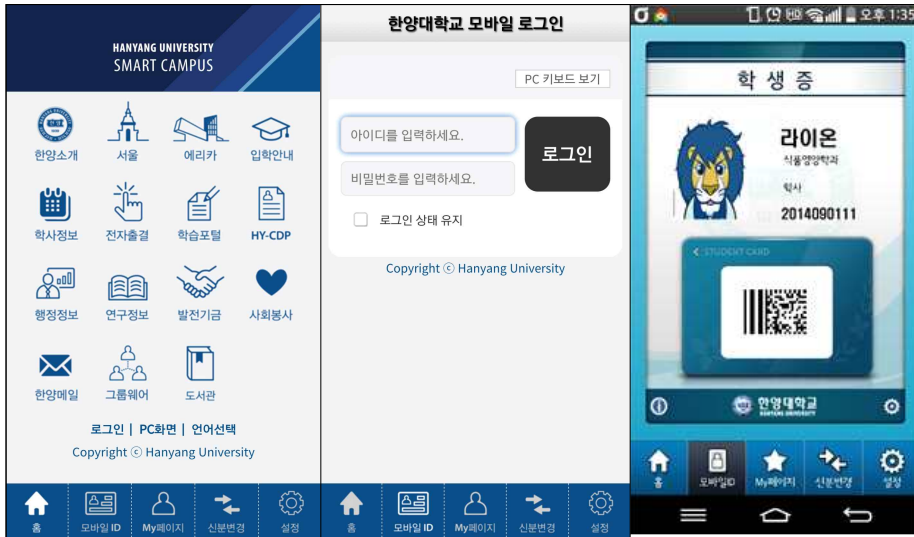 HANYANG UNIVERSITY
SMART CAMPUS
한양소개 서울 에리카 입학안내
학사정보 전자출결 학습포털 HY-CDP
행정정보 연구정보 발전기금 사회봉사
한양메일 그룹웨어 도서관
로그인 | PC화면 | 언어선택
Copyright ⓒ Hanyang University
홈 모바일 ID My페이지 신분변경 설정
한양대학교 모바일 로그인
PC 키보드 보기
아이디를 입력하세요.
로그인
비밀번호를 입력하세요.
로그인 상태 유지
Copyright ⓒ Hanyang University
홈 모바일 ID My페이지 신분변경 설정
오후 1:35
학생증
라이온
식품영양학과
학사
2014090111
< STUDENT CARD
한양대학교
HANYANG UNIVERSITY
홈 모바일ID My페이지 신분변경 설정